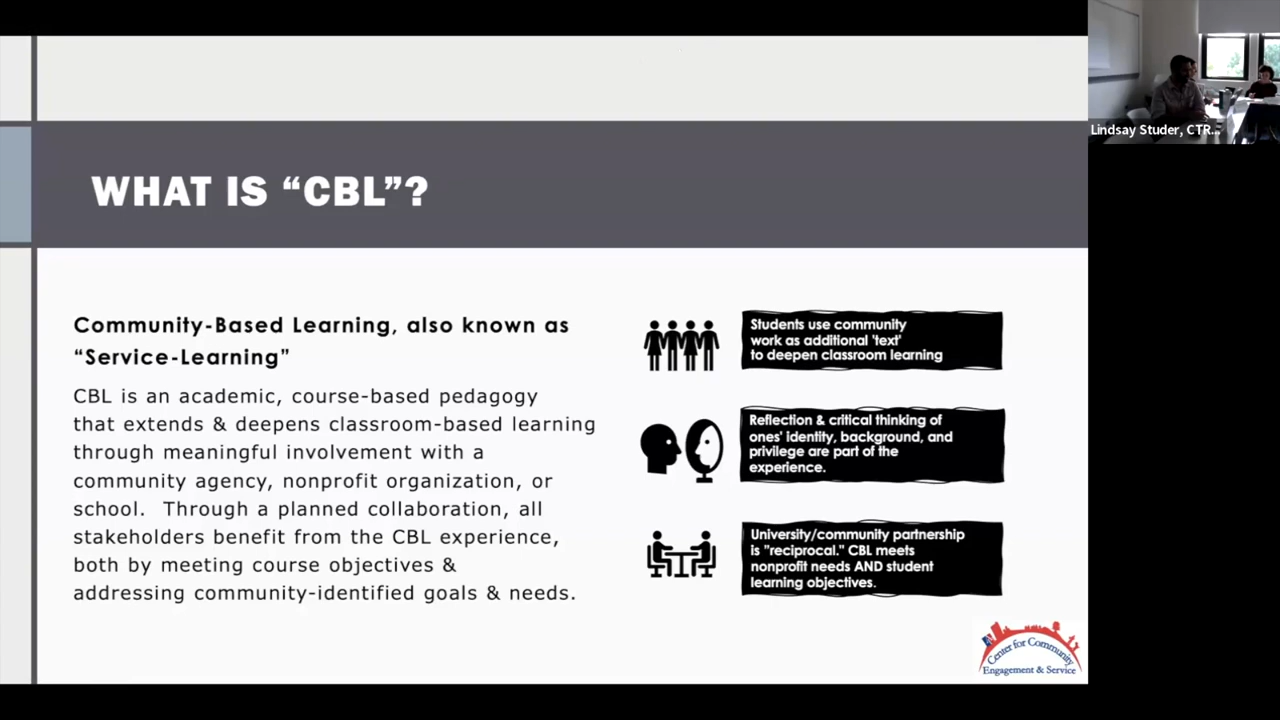 WHAT IS “CBL”?
Community-Based Learning, also known as
“Service-Learning”
CBL is an academic, course-based pedagogy
that extends & deepens classroom-based learning
through meaningful involvement with a
community agency, nonprofit organization, or
school. Through a planned collaboration, all
stakeholders benefit from the CBL experience,
both by meeting course objectives &
addressing community-identified goals & needs.
Students use community
work as additional 'text'
to deepen classroom learning
Reflection & critical thinking of
ones' identity, background, and
privilege are part of the
experience.
University/community partnership
is "reciprocal." CBL meets
nonprofit needs AND student
learning objectives.
Center for Community
Engagement & Service
Lindsay Studer, CTR...